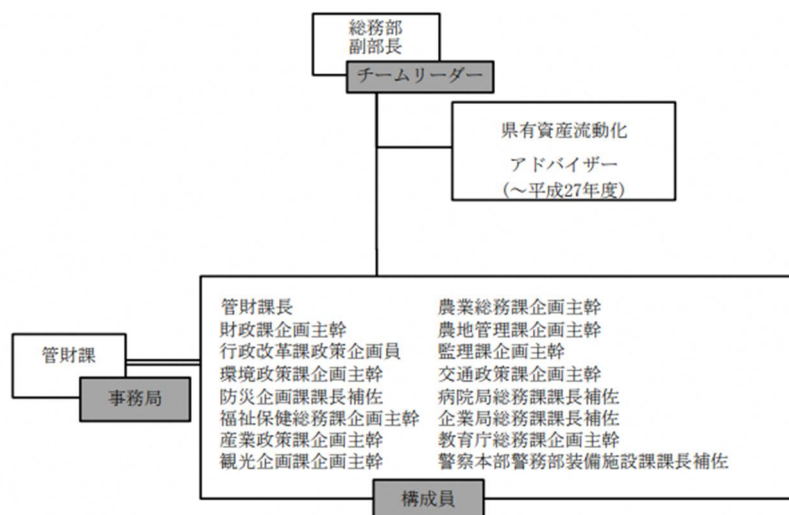 総務部
副部長
チームリーダー
県有資産流動化
アドバイザー
(～平成27年度)
管財課
事務局
管財課長
財政課企画主幹
行政改革課政策企画員
環境政策課企画主幹
防災企画課課長補佐
福祉保健総務課企画主幹
産業政策課企画主幹
観光企画課企画主幹
農業総務課企画主幹
農地管理課企画主幹
監理課企画主幹
交通政策課企画主幹
病院局総務課課長補佐
企業局総務課課長補佐
教育庁総務課企画主幹
警察本部警務部装備施設課課長補佐
構成員